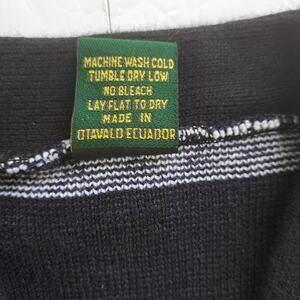 MACHINE WASH COLD
TUMBLE DRY LOW
NO BLEACH
LAY FLAT TO DRY
MADE IN
OTAVALO ECUADOR